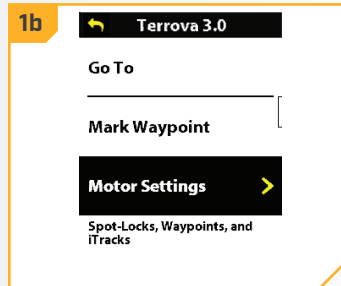 1b
Terrova 3.0
Go To
Mark Waypoint
Motor Settings
Spot-Locks, Waypoints, and
iTracks